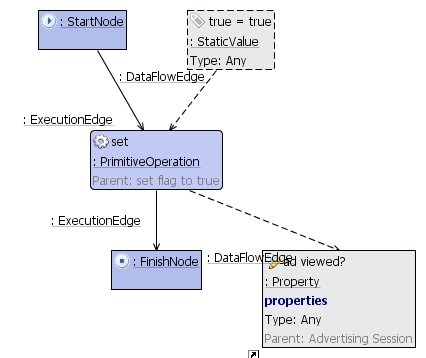 : StartNode
true = true
: StaticValue
Type: Any
: DataFlowEdge
: ExecutionEdge
set
: PrimitiveOperation
Parent: set flag to true
: ExecutionEdge
: FinishNode
: DataFlowEdge
ad viewed?
: Property
properties
Type: Any
Parent: Advertising Session